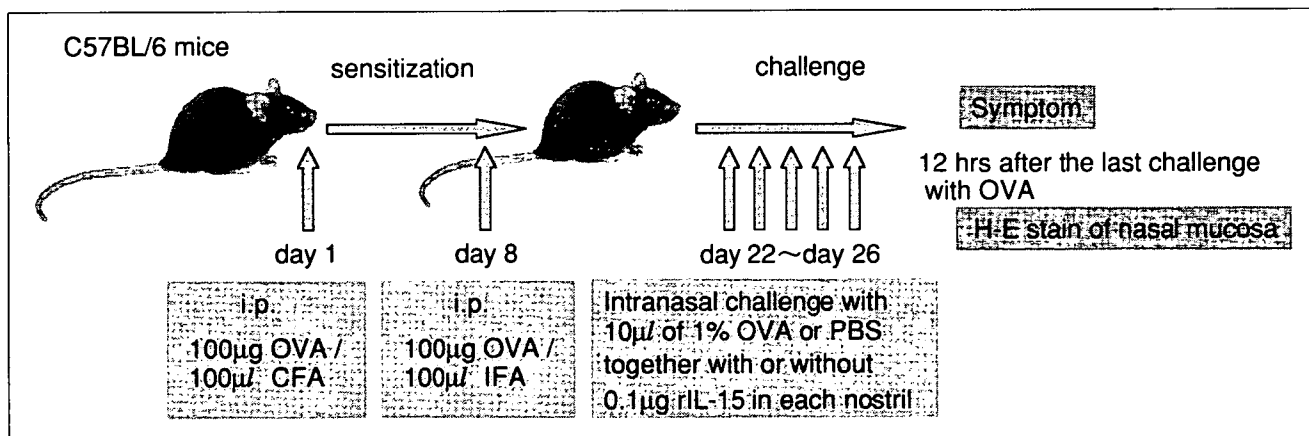 C57BL/6 mice
sensitization
challenge
Symptom
12 hrs after the last challenge
with OVA
H-E stain of nasal mucosa
day 1
day 8
day 22～day 26
i.p.
100µg OVA /
100µl CFA
i.p.
100µg OVA /
100µl IFA
Intranasal challenge with
10µl of 1% OVA or PBS
together with or without
0.1µg rIL-15 in each nostril